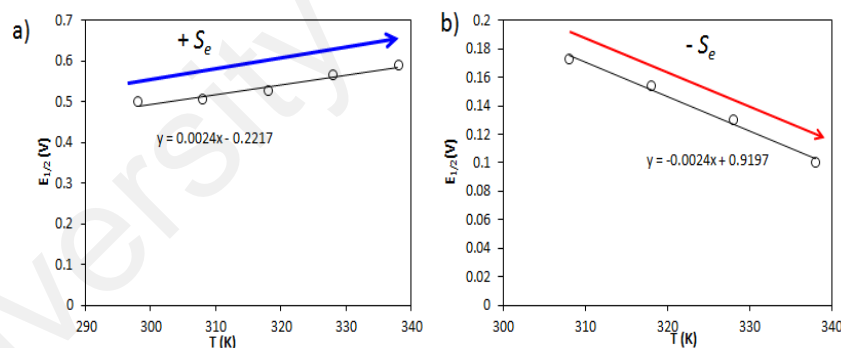 a)
+ Se
0.7
0.6
0.5
0.4
0.3
0.2
0.1
0
E1/2 (V)
y = 0.0024x - 0.2217
290
300
310
320
330
340
T (K)
b)
- Se
0.2
0.18
0.16
0.14
0.12
0.1
0.08
0.06
0.04
0.02
0
E1/2 (V)
y = -0.0024x + 0.9197
300
310
320
330
340
T (K)
versity